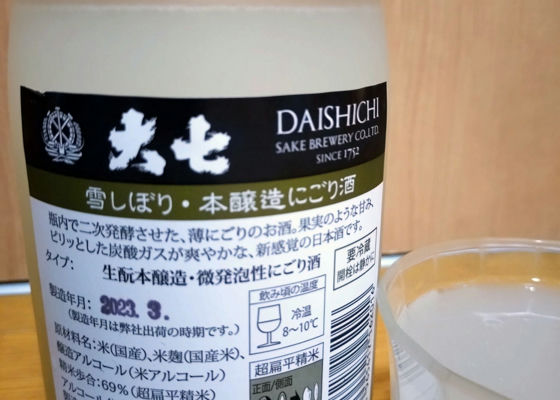 大七
DAISHICHI
SAKE BREWERY CO.,LTD.
SINCE 1752
雪しぼり・本醸造にごり酒
瓶内で二次発酵させた、薄にごりのお酒。果実のような甘み、
ピリッとした炭酸ガスが爽やかな、新感覚の日本酒です。
タイプ:
生酛本醸造・微発泡性にごり酒
要冷蔵
開栓は静かに
製造年月: 2023. 3.
(製造年月は弊社出荷の時期です。)
飲み頃の温度
冷温
8〜10℃
原材料名:米(国産)、米麹(国産米)、
醸造アルコール(米アルコール)
精米歩合:69%(超扁平精米)
超扁平精米
正面/側面